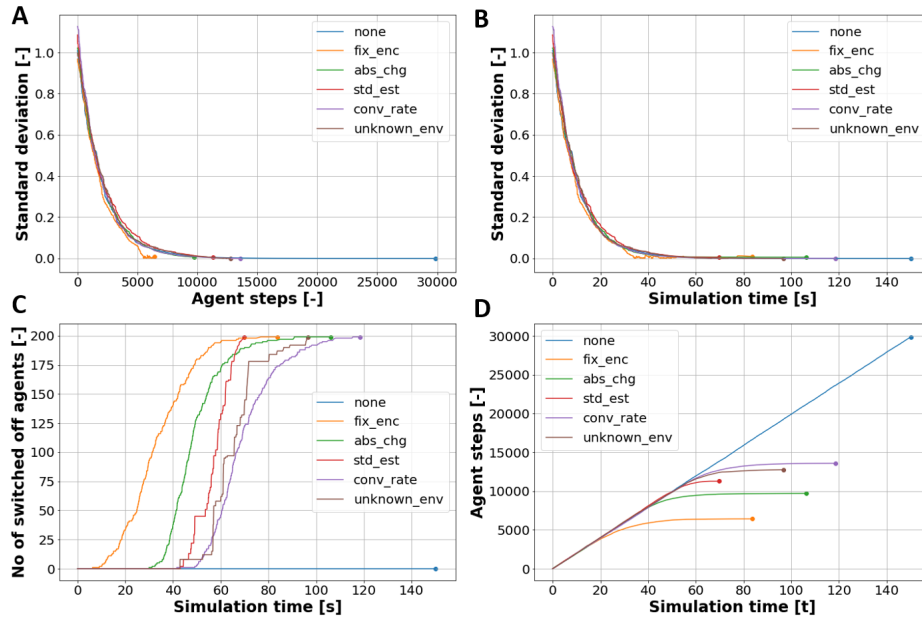 A
Standard deviation [-]
1.0
0.8
0.6
0.4
0.2
0.0
none
fix_enc
abs_chg
std_est
conv_rate
unknown_env
0 5000 10000 15000 20000 25000 30000
Agent steps [-]
B
Standard deviation [-]
1.0
0.8
0.6
0.4
0.2
0.0
none
fix_enc
abs_chg
std_est
conv_rate
unknown_env
0 20 40 60 80 100 120 140
Simulation time [s]
C
No of switched off agents [-]
200
175
150
125
100
75
50
25
0
none
fix_enc
abs_chg
std_est
conv_rate
unknown_env
0 20 40 60 80 100 120 140
Simulation time [s]
D
Agent steps [-]
30000
25000
20000
15000
10000
5000
0
none
fix_enc
abs_chg
std_est
conv_rate
unknown_env
0 20 40 60 80 100 120 140
Simulation time [t]